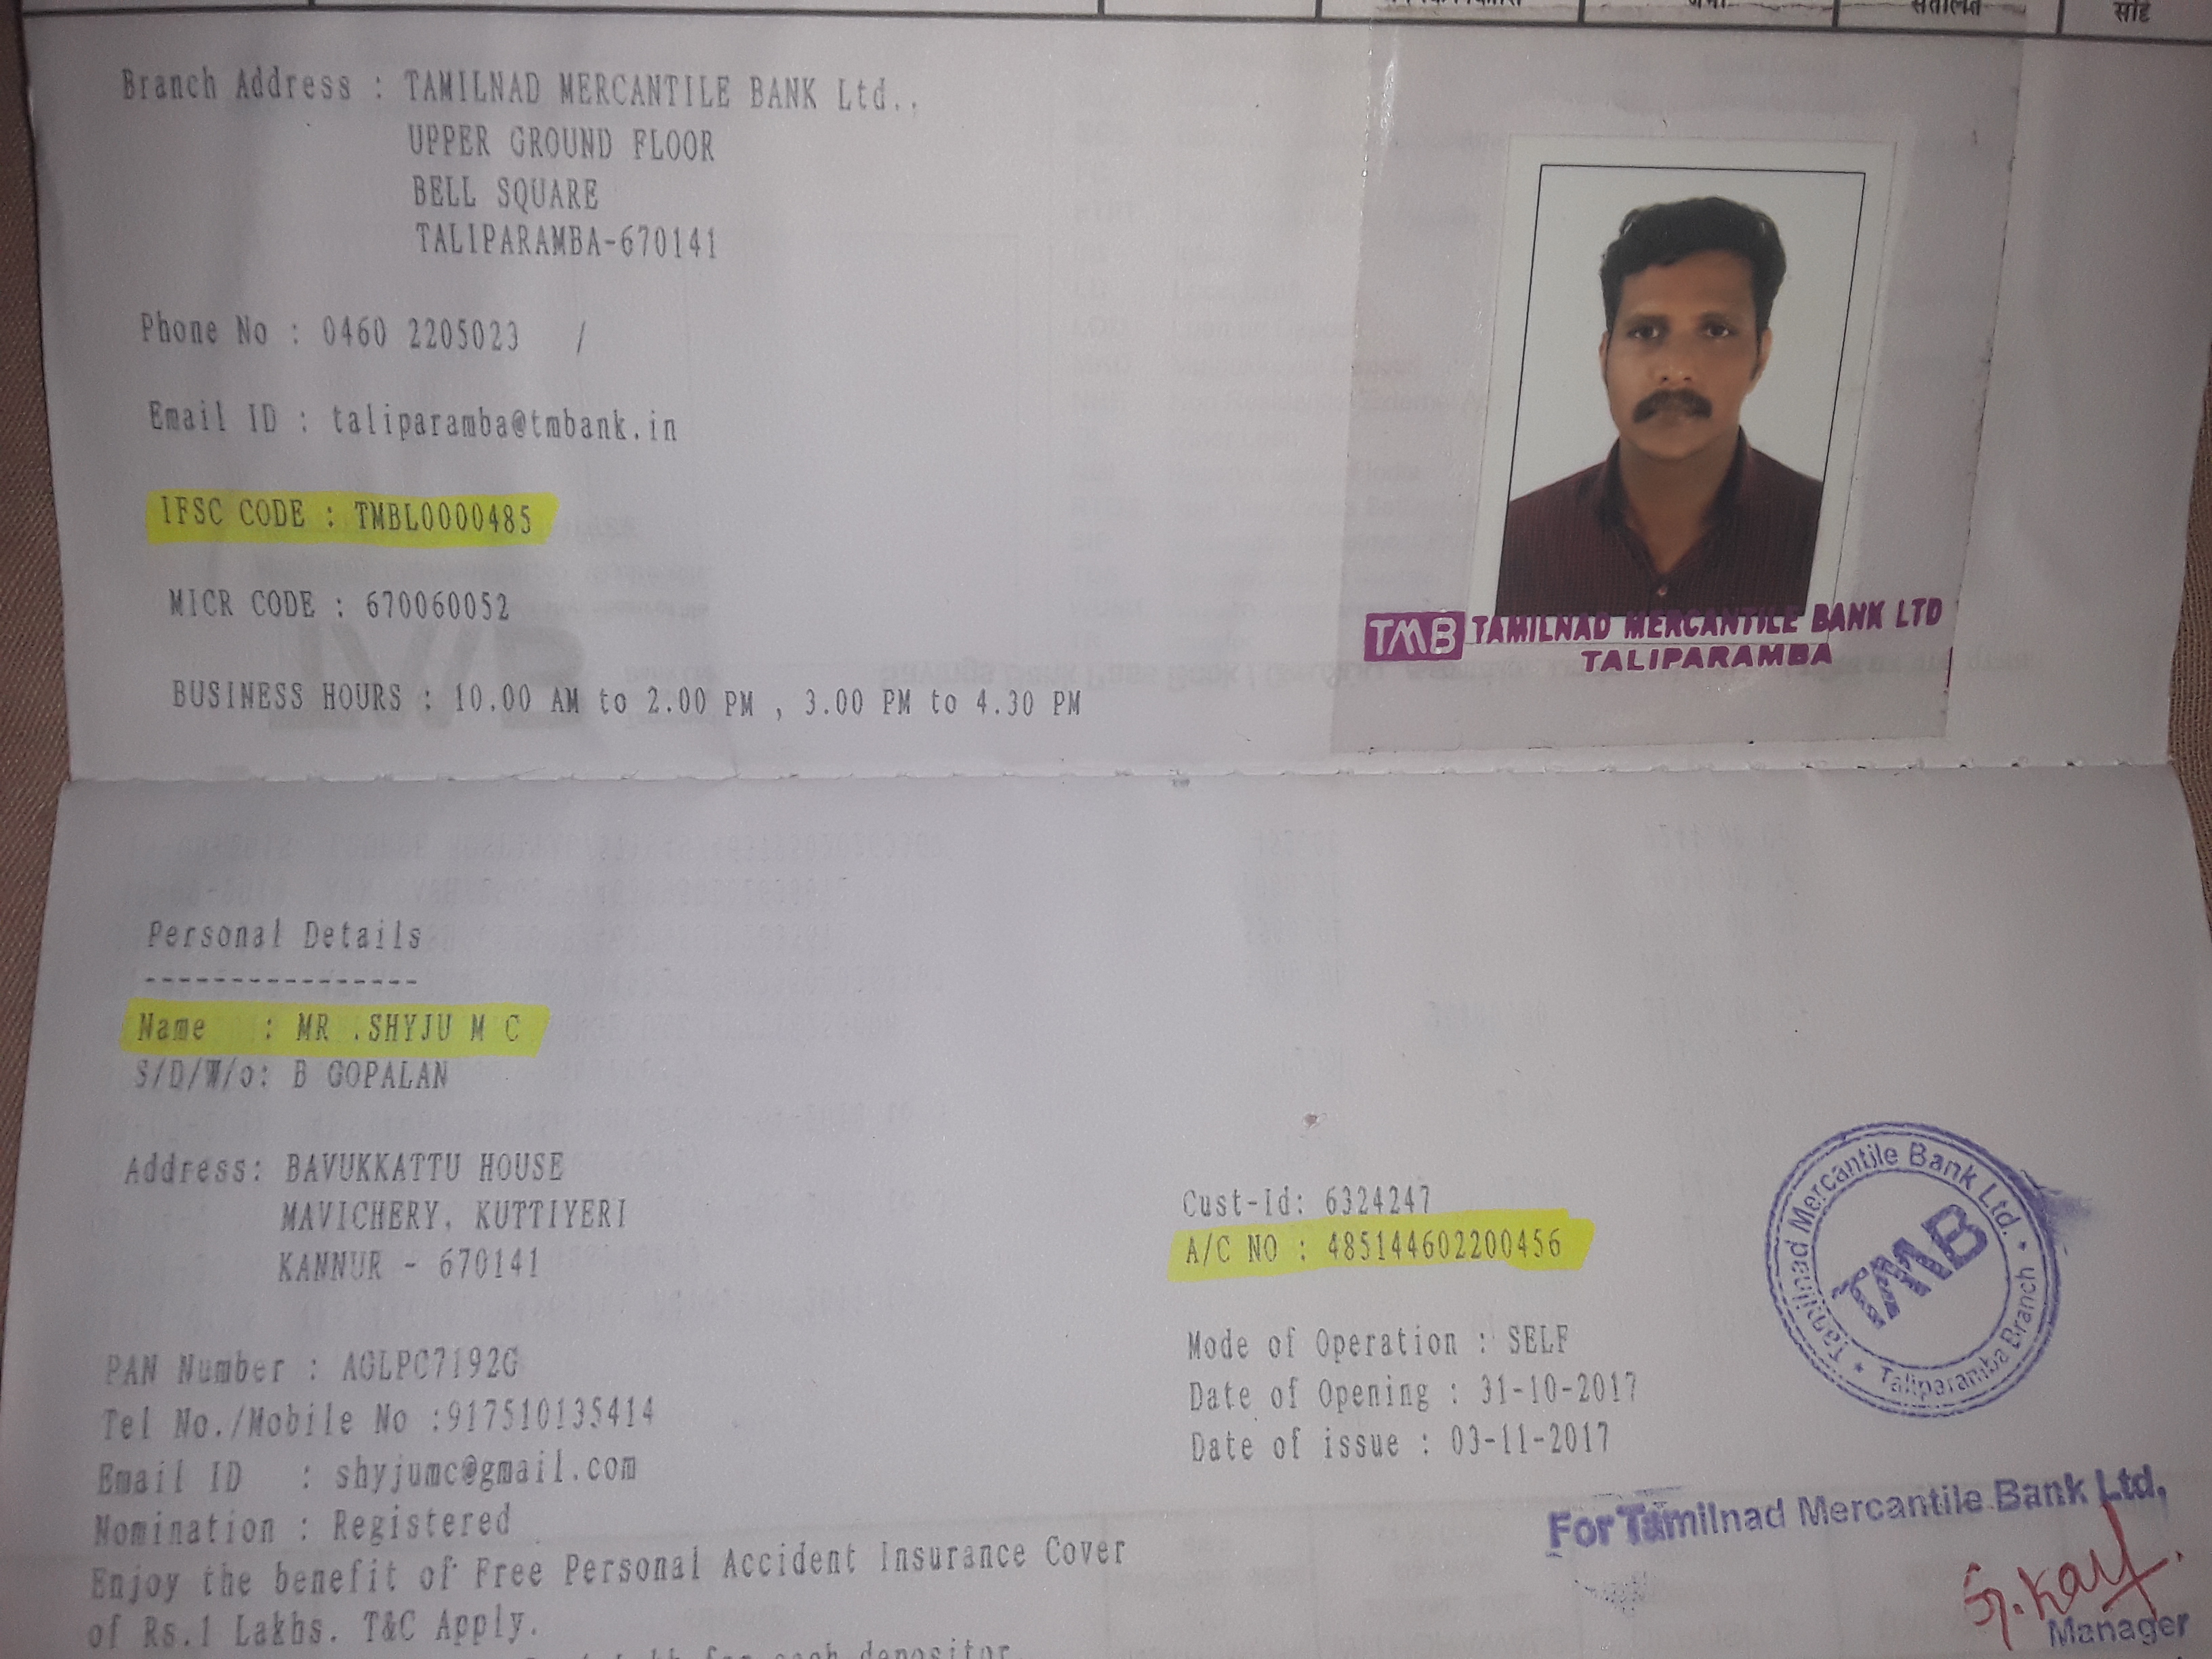 जमा
Branch Address : TAMILNAD MERCANTILE BANK Ltd.,
UPPER GROUND FLOOR
BELL SQUARE
TALIPARAMBA-670141
Phone No : 0460 2205023 /
Email ID : taliparamba@tmbank.in
IFSC CODE : TMBL0000485
MICR CODE : 670060052
BUSINESS HOURS : 10.00 AM to 2.00 PM , 3.00 PM to 4.30 PM
TMB TAMILNAD MERCANTILE BANK LTD
TALIPARAMBA
Personal Details
----------------
Name : MR .SHYJU M C
S/D/W/o: B GOPALAN
Address: BAVUKKATTU HOUSE
MAVICHERY, KUTTIYERI
KANNUR - 670141
PAN Number : AGLPC7192G
Tel No./Mobile No :917510135414
Email ID : shyjumc@gmail.com
Nomination : Registered
Enjoy the benefit of Free Personal Accident Insurance Cover
of Rs.1 Lakhs. T&C Apply.
for each depositor
Cust-Id: 6324247
A/C NO : 485144602200456
Mode of Operation : SELF
Date of Opening : 31-10-2017
Date of issue : 03-11-2017
Tamilnad Mercantile Bank Ltd.
TMB
Taliparamba Branch
For Tamilnad Mercantile Bank Ltd,
Manager